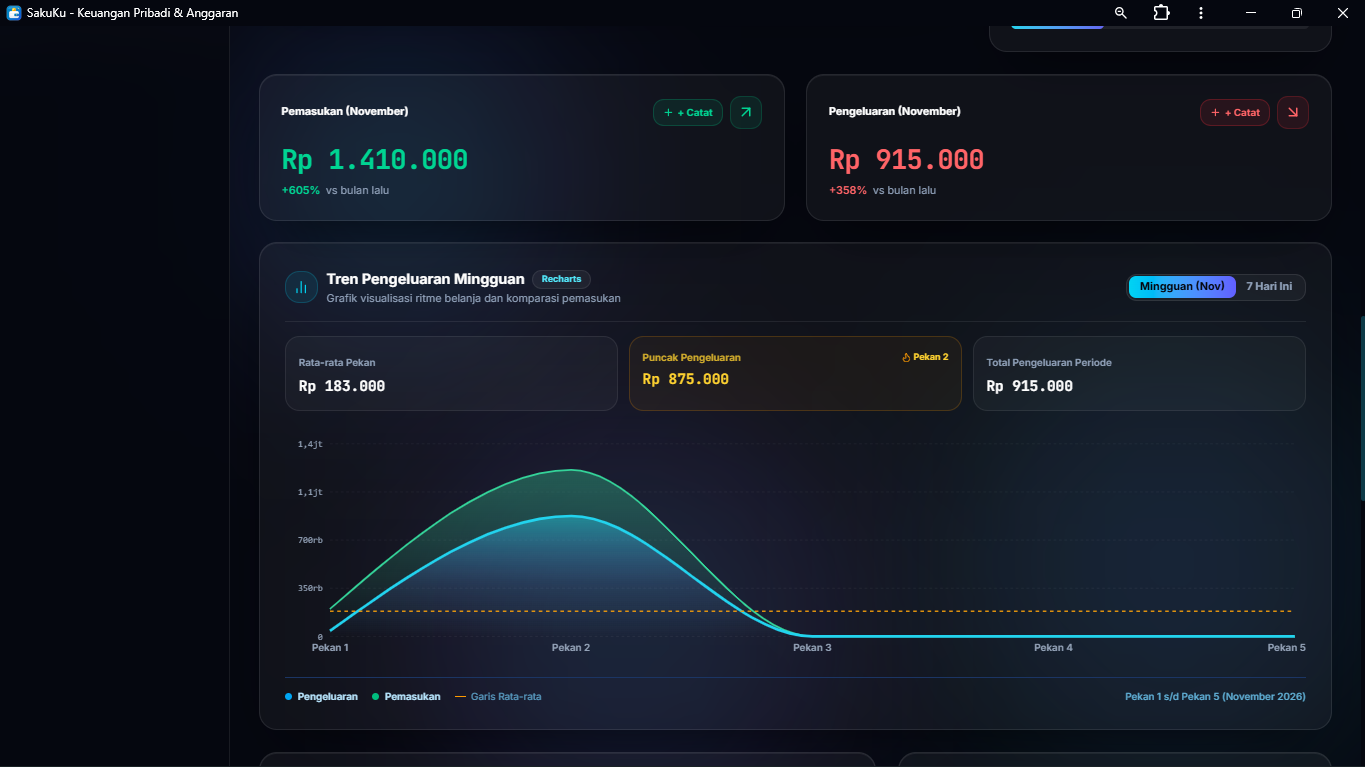 SakuKu - Keuangan Pribadi & Anggaran
Pemasukan (November)
+ + Catat
Rp 1.410.000
+605% vs bulan lalu
Pengeluaran (November)
+ + Catat
Rp 915.000
+358% vs bulan lalu
Tren Pengeluaran Mingguan Recharts
Grafik visualisasi ritme belanja dan komparasi pemasukan
Mingguan (Nov) 7 Hari Ini
Rata-rata Pekan
Rp 183.000
Puncak Pengeluaran Pekan 2
Rp 875.000
Total Pengeluaran Periode
Rp 915.000
1,4jt
1,1jt
700rb
350rb
0
Pekan 1 Pekan 2 Pekan 3 Pekan 4 Pekan 5
Pengeluaran Pemasukan Garis Rata-rata
Pekan 1 s/d Pekan 5 (November 2026)